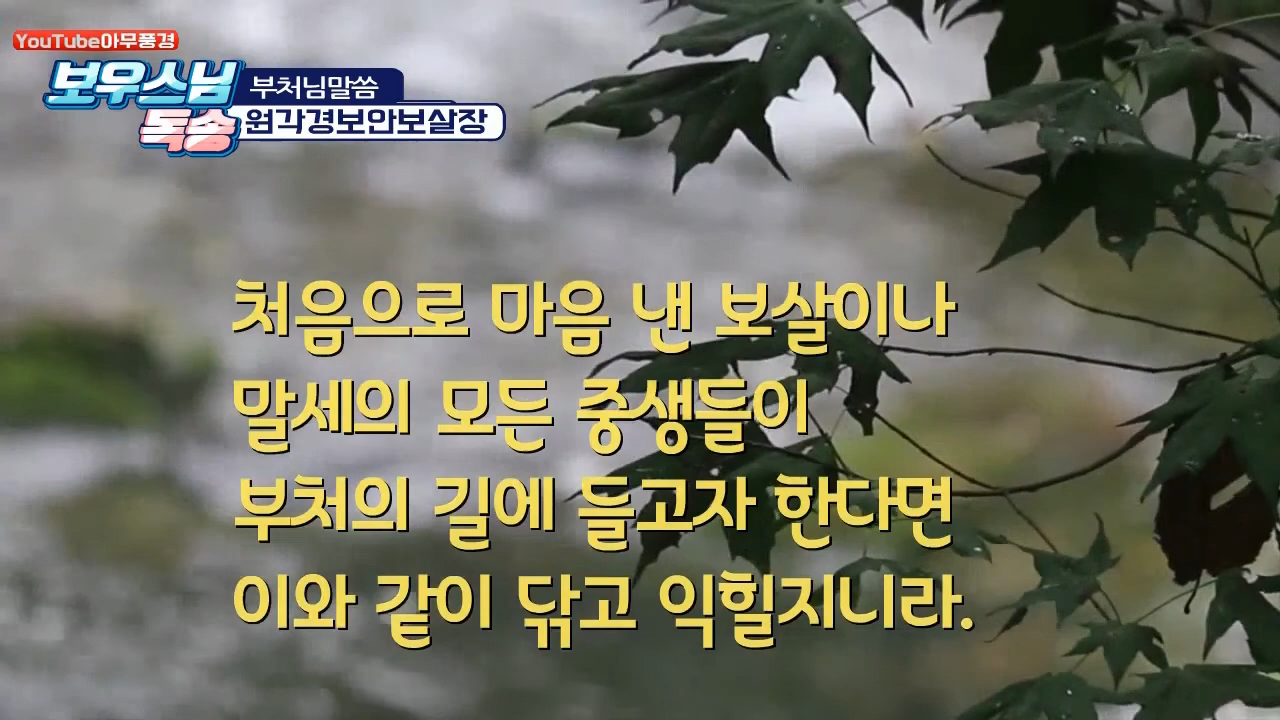 YouTube아무풍경
보우스님
독송
부처님말씀
원각경보안보살장
처음으로 마음 낸 보살이나
말세의 모든 중생들이
부처의 길에 들고자 한다면
이와 같이 닦고 익힐지니라.